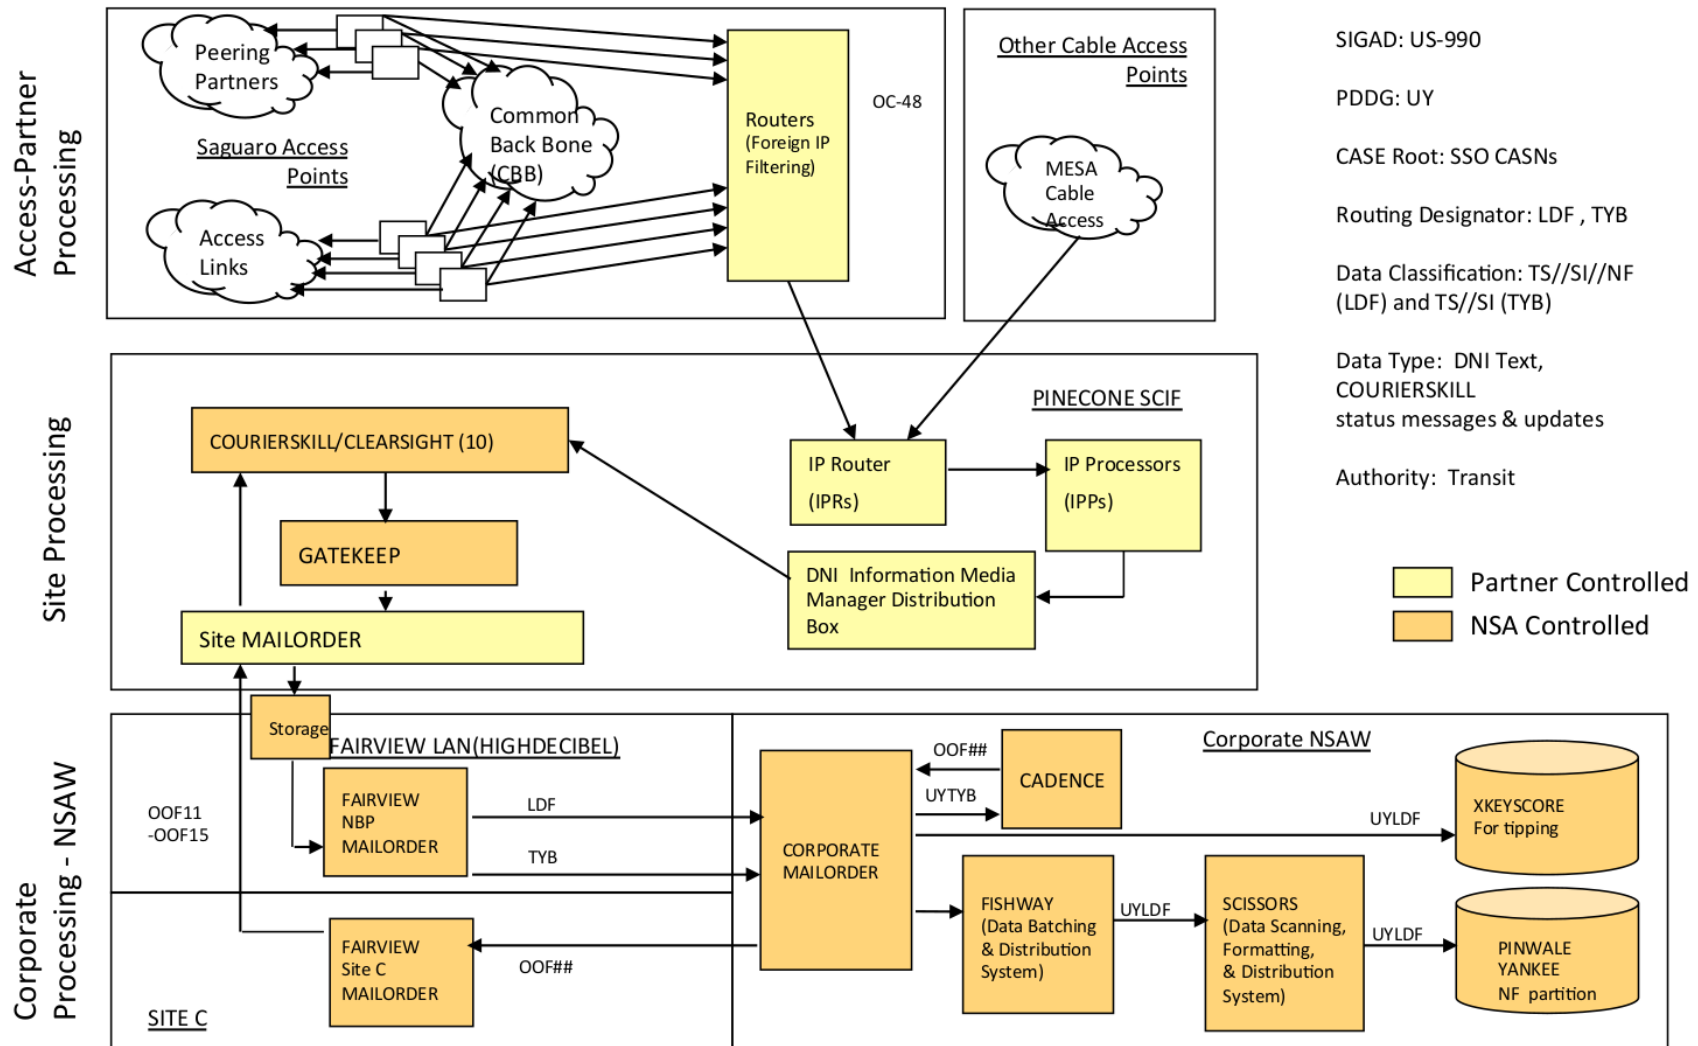 Access-Partner
Processing
Peering
Partners
Saguaro Access
Points
Access
Links
Common
Back Bone
(CBB)
Routers
(Foreign IP
Filtering)
OC-48
Other Cable Access
Points
MESA
Cable
Access
SIGAD: US-990
PDDG: UY
CASE Root: SSO CASNs
Routing Designator: LDF , TYB
Data Classification: TS//SI//NF
(LDF) and TS//SI (TYB)
Data Type:  DNI Text,
COURIERSKILL
status messages & updates
Authority:  Transit
Partner Controlled
NSA Controlled
Site Processing
PINECONE SCIF
COURIERSKILL/CLEARSIGHT (10)
GATEKEEP
Site MAILORDER
IP Router
(IPRs)
IP Processors
(IPPs)
DNI  Information Media
Manager Distribution
Box
Corporate
Processing - NSAW
Storage
FAIRVIEW LAN(HIGHDECIBEL)
OOF11
-OOF15
FAIRVIEW
NBP
MAILORDER
LDF
TYB
SITE C
FAIRVIEW
Site C
MAILORDER
OOF##
Corporate NSAW
CORPORATE
MAILORDER
OOF##
UYTYB
CADENCE
UYLDF
XKEYSCORE
For tipping
FISHWAY
(Data Batching
& Distribution
System)
UYLDF
SCISSORS
(Data Scanning,
Formatting,
& Distribution
System)
UYLDF
PINWALE
YANKEE
NF  partition